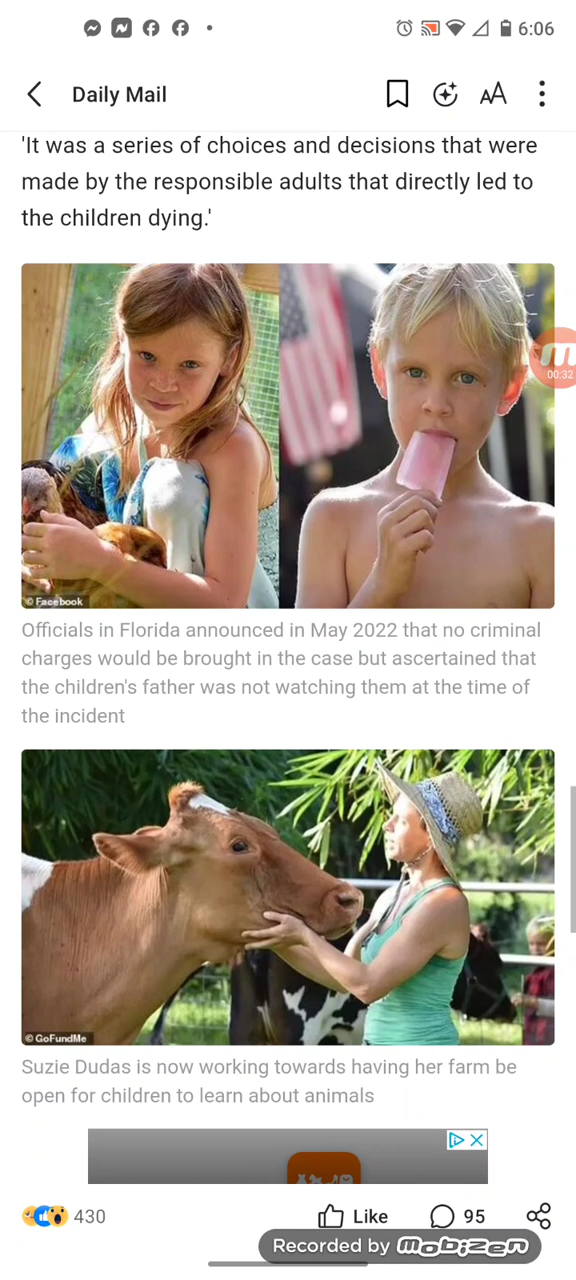 6:06
Daily Mail
AA
'It was a series of choices and decisions that were
made by the responsible adults that directly led to
the children dying.'
00:32
© Facebook
Officials in Florida announced in May 2022 that no criminal
charges would be brought in the case but ascertained that
the children's father was not watching them at the time of
the incident
© GoFundMe
Suzie Dudas is now working towards having her farm be
open for children to learn about animals
430
Like
95
Recorded by mobizen